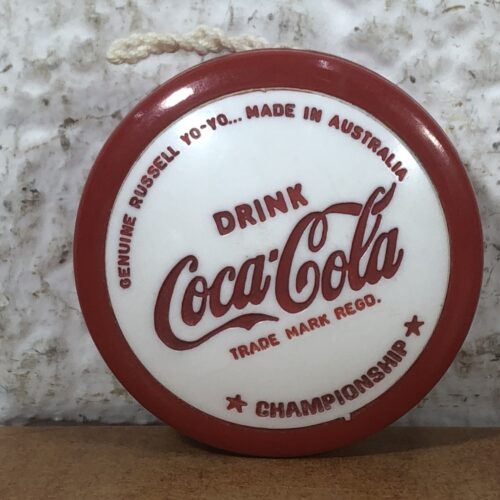 GENUINE RUSSELL YO-YO... MADE IN AUSTRALIA
DRINK
Coca-Cola
TRADE MARK REGD.
★ CHAMPIONSHIP ★